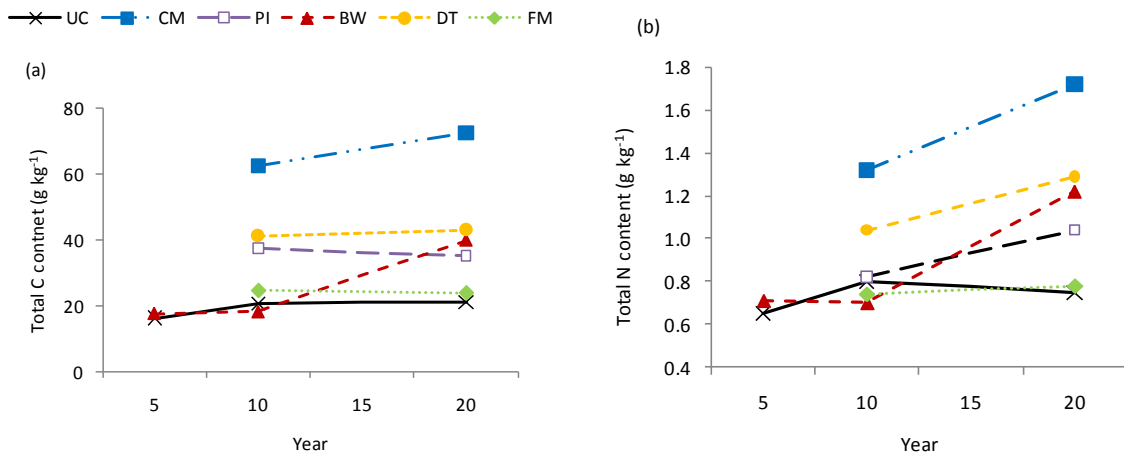 UC CM PI BW DT FM
(a)
Total C contnet (g kg-1)
80
60
40
20
0
5 10 15 20
Year
(b)
Total N content (g kg-1)
1.8
1.6
1.4
1.2
1.0
0.8
0.6
0.4
5 10 15 20
Year